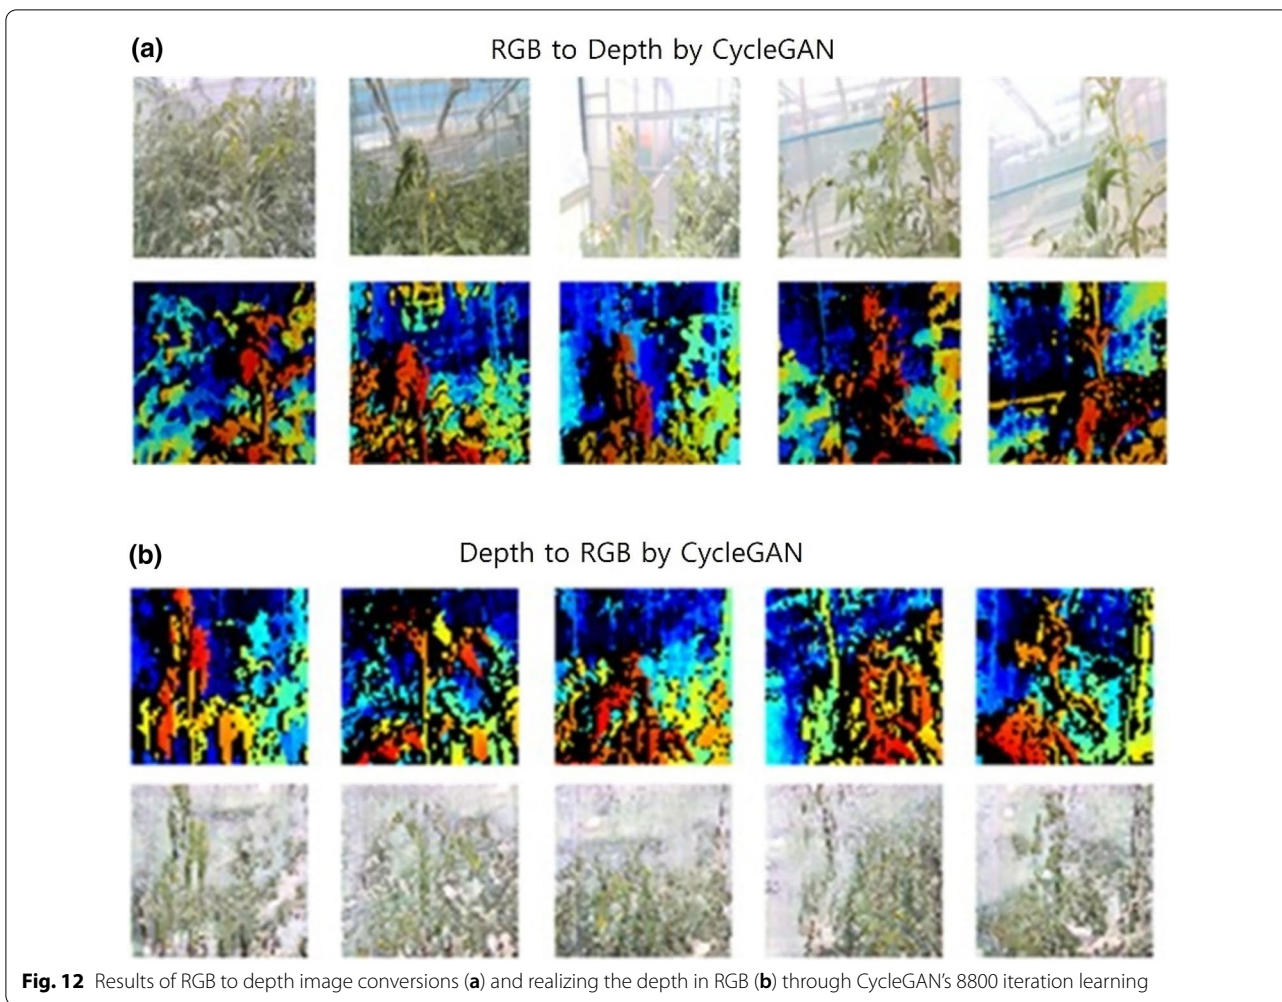 (a)
RGB to Depth by CycleGAN
(b)
Depth to RGB by CycleGAN
Fig. 12 Results of RGB to depth image conversions (a) and realizing the depth in RGB (b) through CycleGAN's 8800 iteration learning